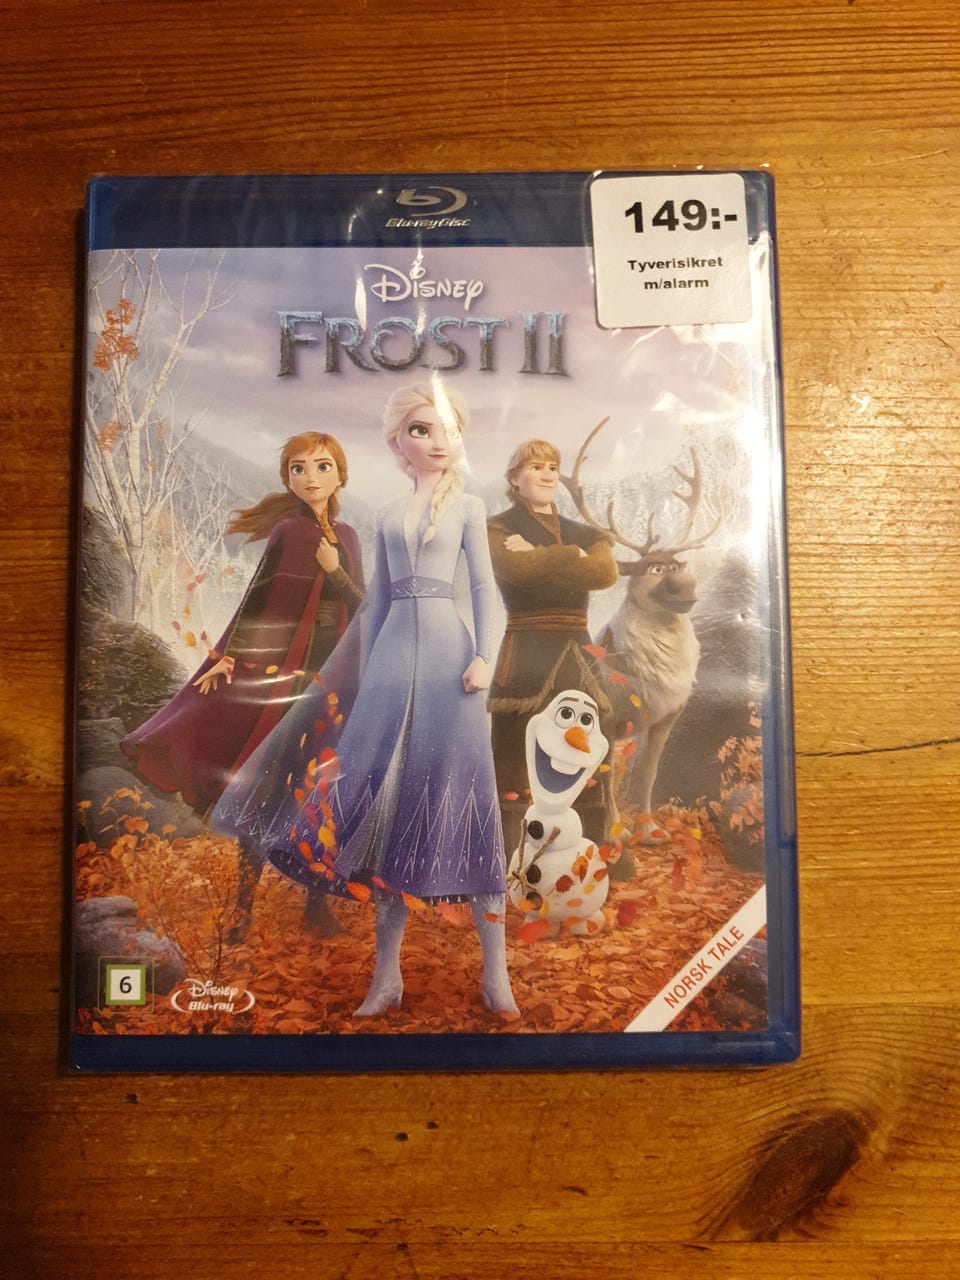 Blu-ray Disc
149:-
Tyverisikret
m/alarm
Disney
FROST II
6
Disney
Blu-ray
NORSK TALE